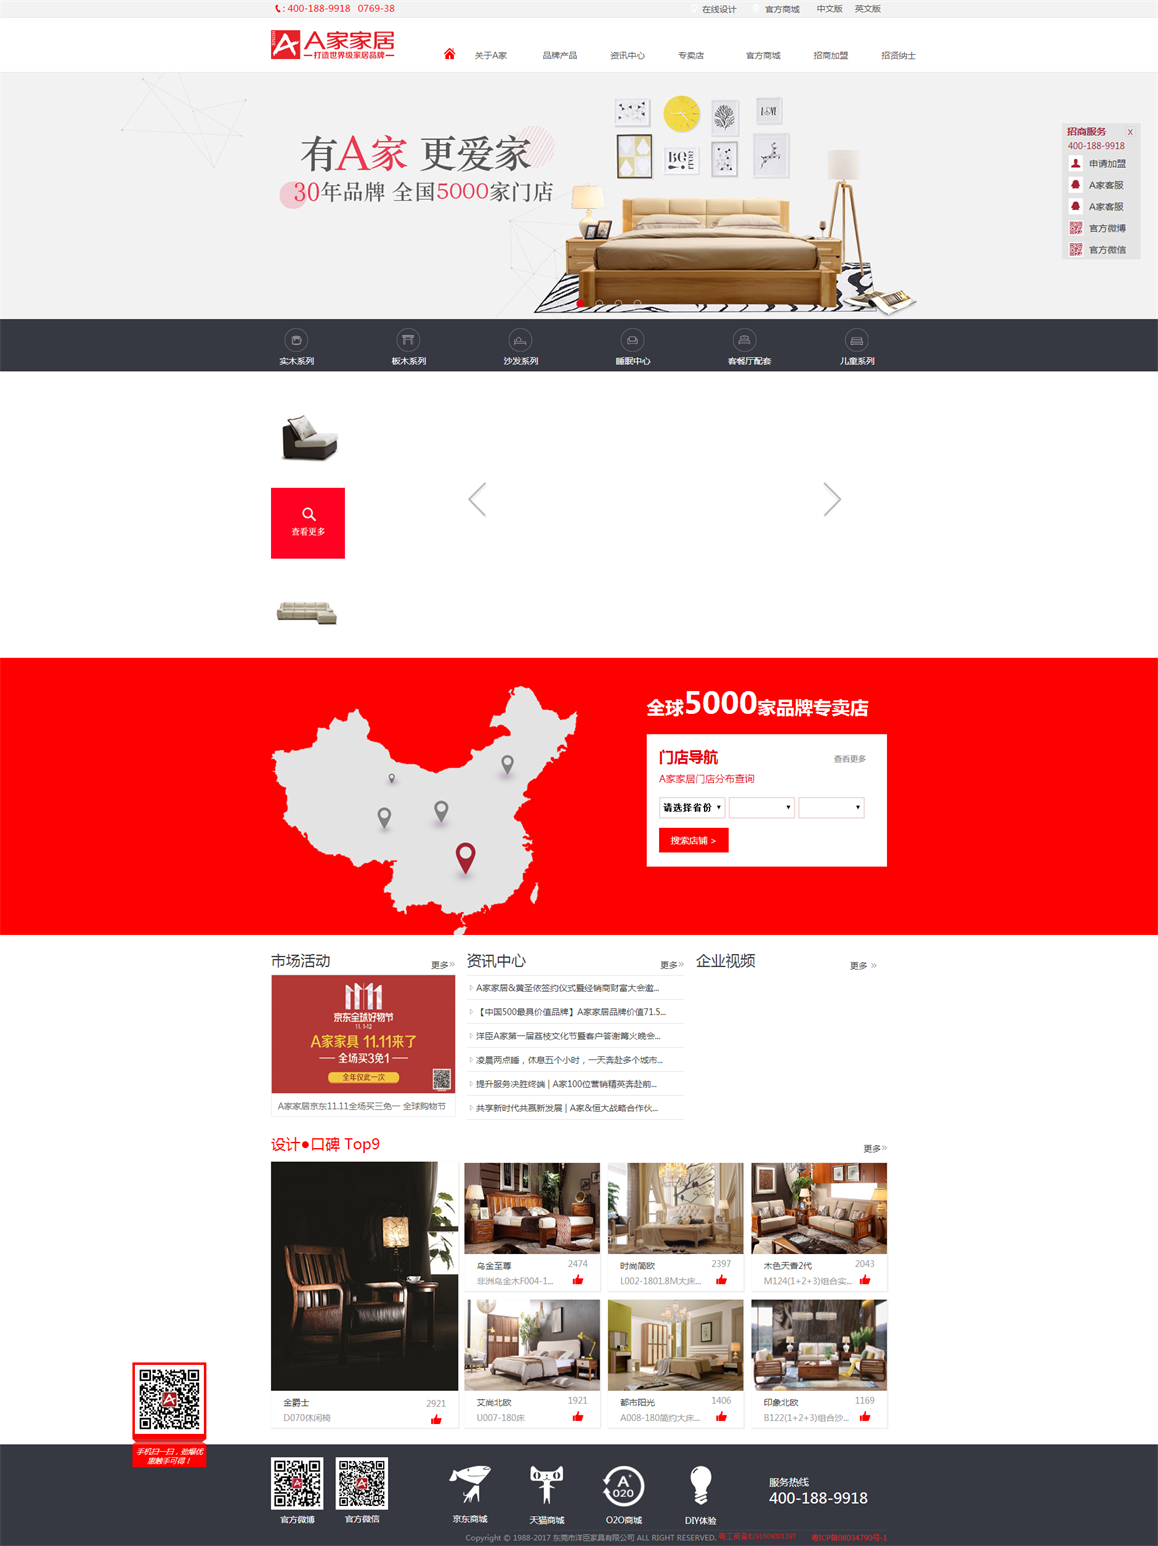 : 400-188-9918 0769-38
在线设计 官方商城 中文版 英文版
A家家居
打造世界级家居品牌
关于A家 品牌产品 资讯中心 专卖店 官方商城 招商加盟 招贤纳士
有A家 更爱家
30年品牌 全国5000家门店
招商服务 X
400-188-9918
申请加盟
A家客服
A家客服
官方微博
官方微信
实木系列 板木系列 沙发系列 睡眠中心 客餐厅配套 儿童系列
查看更多
全球5000家品牌专卖店
门店导航 查看更多
A家家居门店分布查询
请选择省份
搜索店铺 >
市场活动 更多»
11.11
京东全球好物节
11.1-12
A家家具 11.11来了
全场买3免1
全年仅此一次
A家家居京东11.11全场买三免一 全球购物节
资讯中心 更多»
A家家居&黄圣依签约仪式暨经销商财富大会邀...
【中国500最具价值品牌】A家家居品牌价值71.5...
洋臣A家第一届荔枝文化节暨客户答谢篝火晚会...
凌晨两点睡，休息五个小时，一天奔赴多个城市...
提升服务决胜终端 | A家100位营销精英奔赴前...
共享新时代共赢新发展 | A家&恒大战略合作伙...
企业视频 更多 »
设计●口碑 Top9 更多»
金爵士 2921
D070休闲椅
乌金至尊 2474
非洲乌金木F004-1...
时尚简欧 2397
L002-1801.8M大床...
木色天香2代 2043
M124(1+2+3)组合实...
艾尚北欧 1921
U007-180床
都市阳光 1406
A008-180简约大床...
印象北欧 1169
B122(1+2+3)组合沙...
手机扫一扫，劲爆优
惠触手可得！
官方微博 官方微信 京东商城 天猫商城 O2O商城 DIY体验
服务热线
400-188-9918
Copyright © 1988-2017 东莞市洋臣家具有限公司 ALL RIGHT RESERVED.
粤ICP备08034790号-1